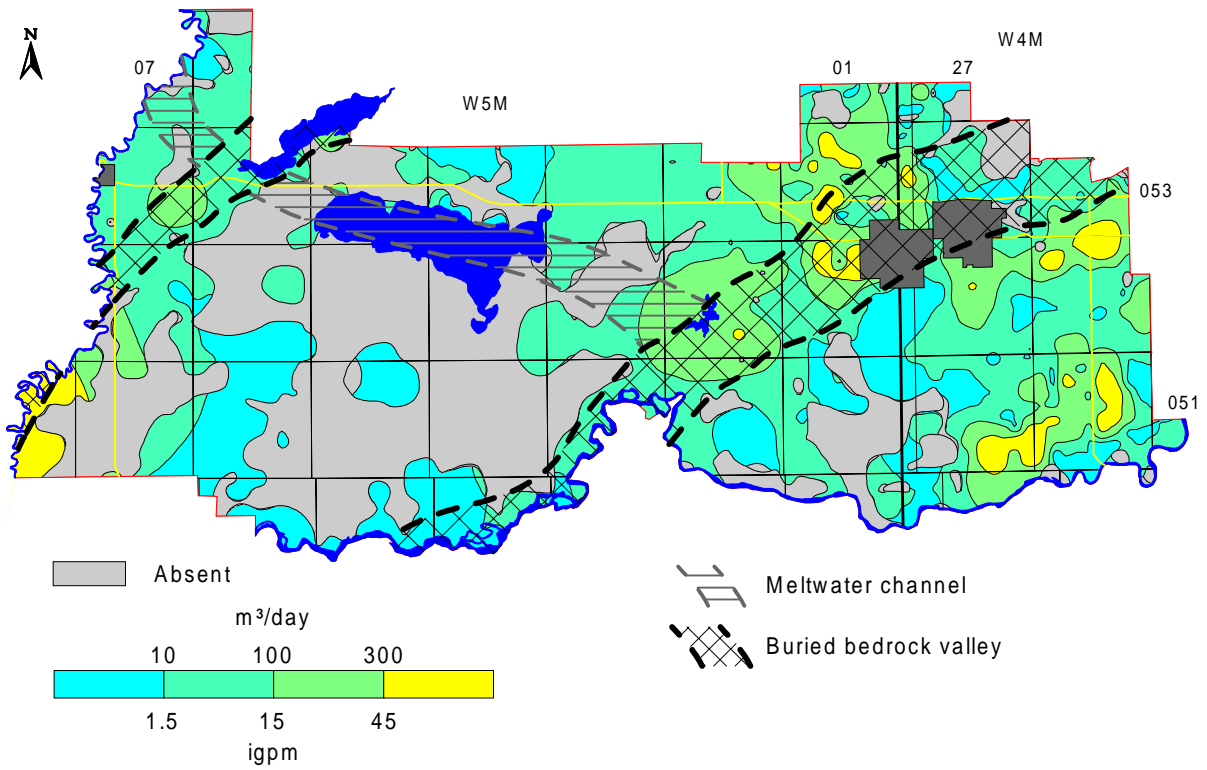 N
W4M
07
01
27
W5M
053
051
Absent
Meltwater channel
m³/day
Buried bedrock valley
10 100 300
1.5 15 45
igpm